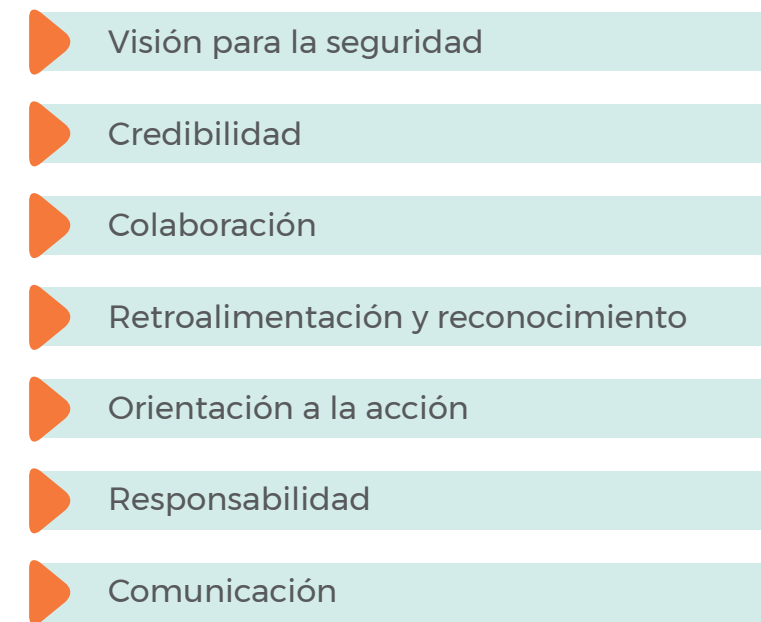 Visión para la seguridad
Credibilidad
Colaboración
Retroalimentación y reconocimiento
Orientación a la acción
Responsabilidad
Comunicación